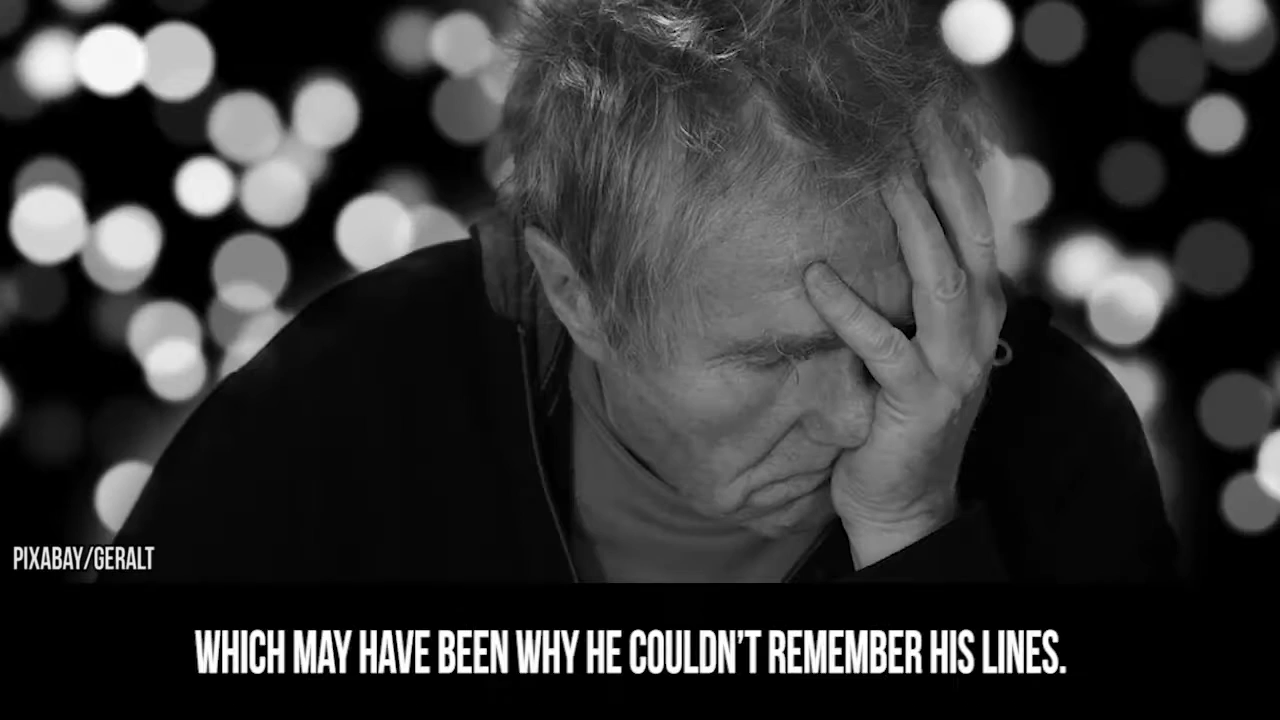 PIXABAY/GERALT
WHICH MAY HAVE BEEN WHY HE COULDN'T REMEMBER HIS LINES.